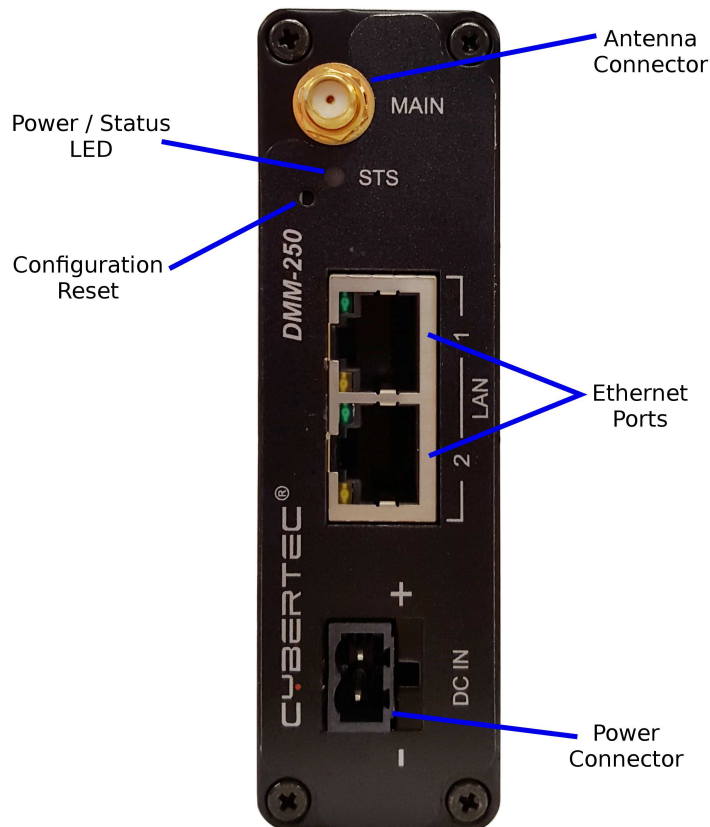 Antenna
Connector
MAIN
Power / Status
LED
STS
Configuration
Reset
DMM-250
1
LAN
2
Ethernet
Ports
CYBERTEC®
+
DC IN
-
Power
Connector